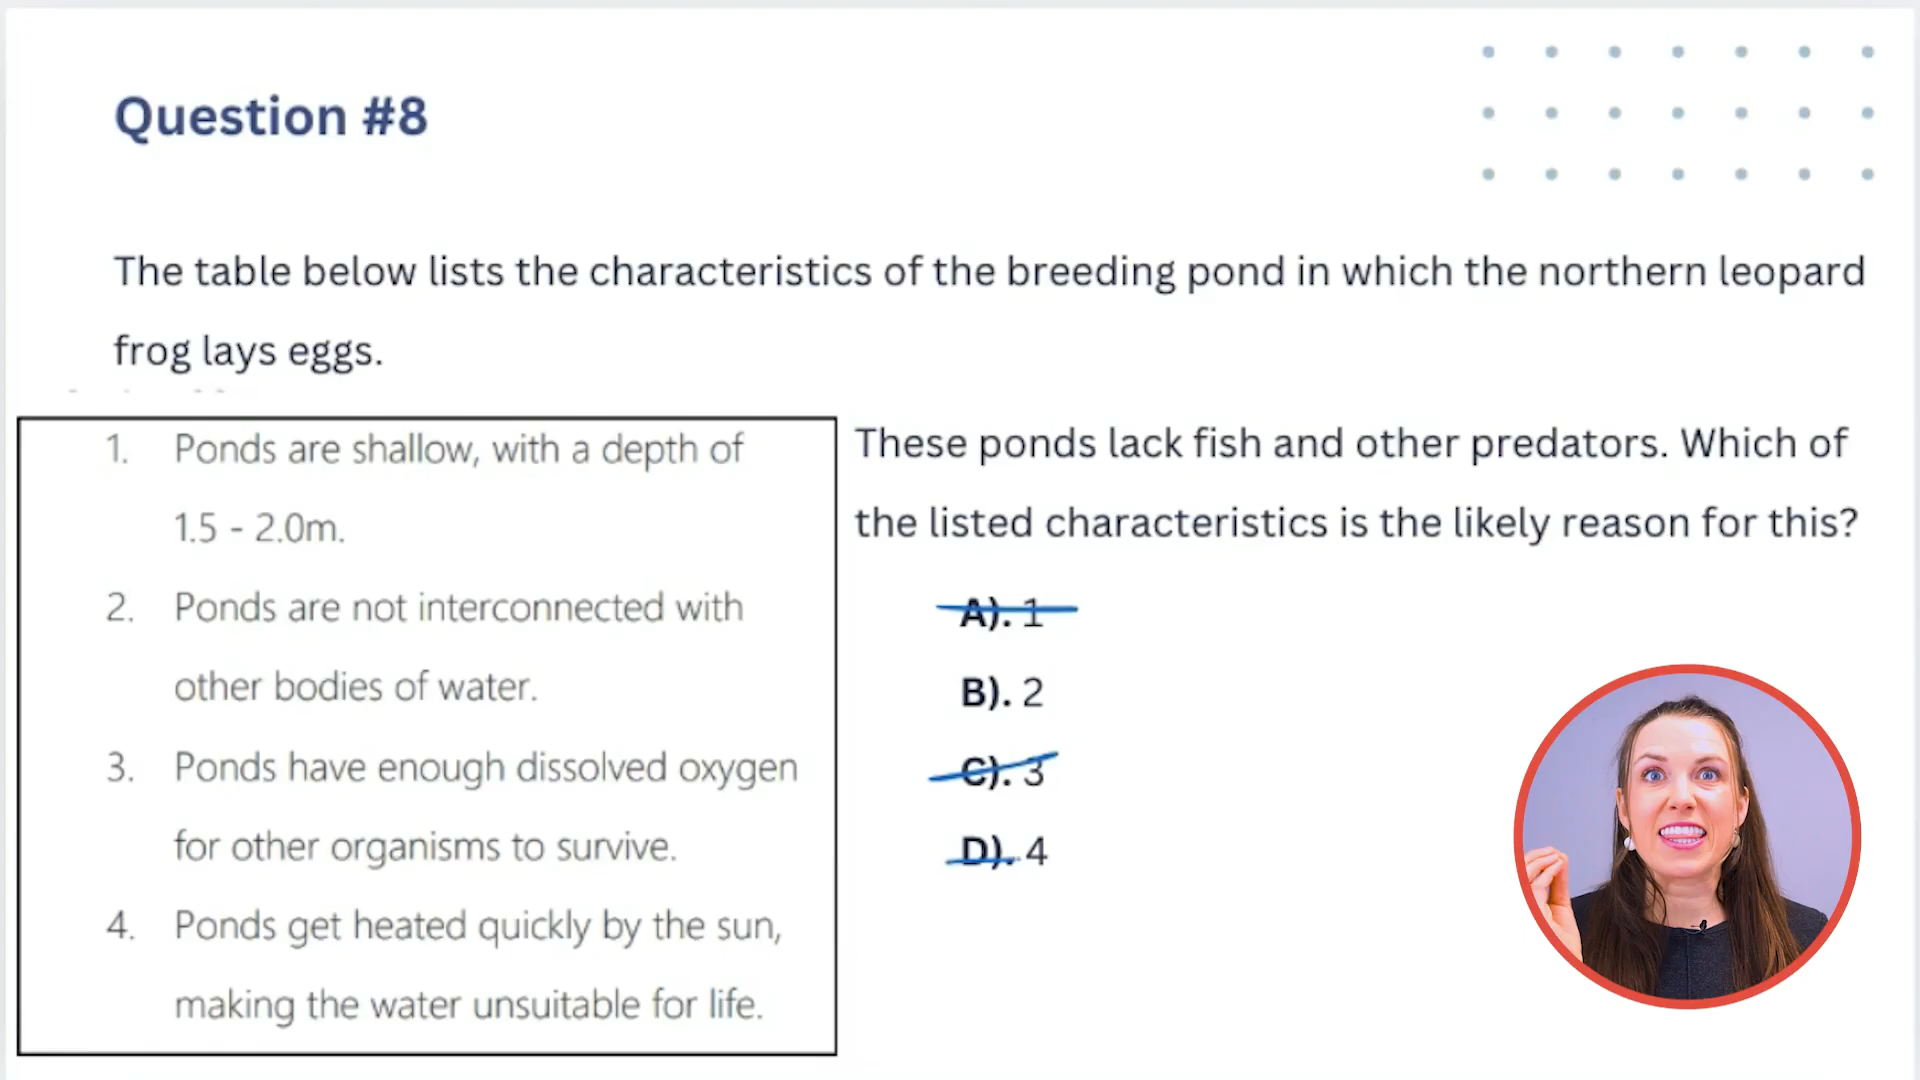 Question #8
The table below lists the characteristics of the breeding pond in which the northern leopard
frog lays eggs.
1. Ponds are shallow, with a depth of
1.5 - 2.0m.
2. Ponds are not interconnected with
other bodies of water.
3. Ponds have enough dissolved oxygen
for other organisms to survive.
4. Ponds get heated quickly by the sun,
making the water unsuitable for life.
These ponds lack fish and other predators. Which of
the listed characteristics is the likely reason for this?
A). 1
B). 2
C). 3
D). 4